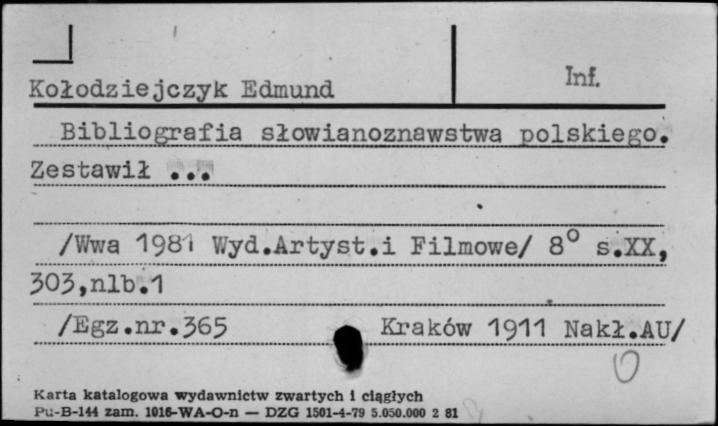 Inf.
Kołodziejczyk Edmund
Bibliografia słowianoznawstwa polskiego.
Zestawił ...
/Wwa 1981 Wyd.Artyst.i Filmowe/ 8° s.XX,
303,nlb.1
/Egz.nr.365 Kraków 1911 Nakł.AU/
Karta katalogowa wydawnictw zwartych i ciągłych
Pu-B-144 zam. 1016-WA-O-n — DZG 1501-4-79 5.050.000 2 81